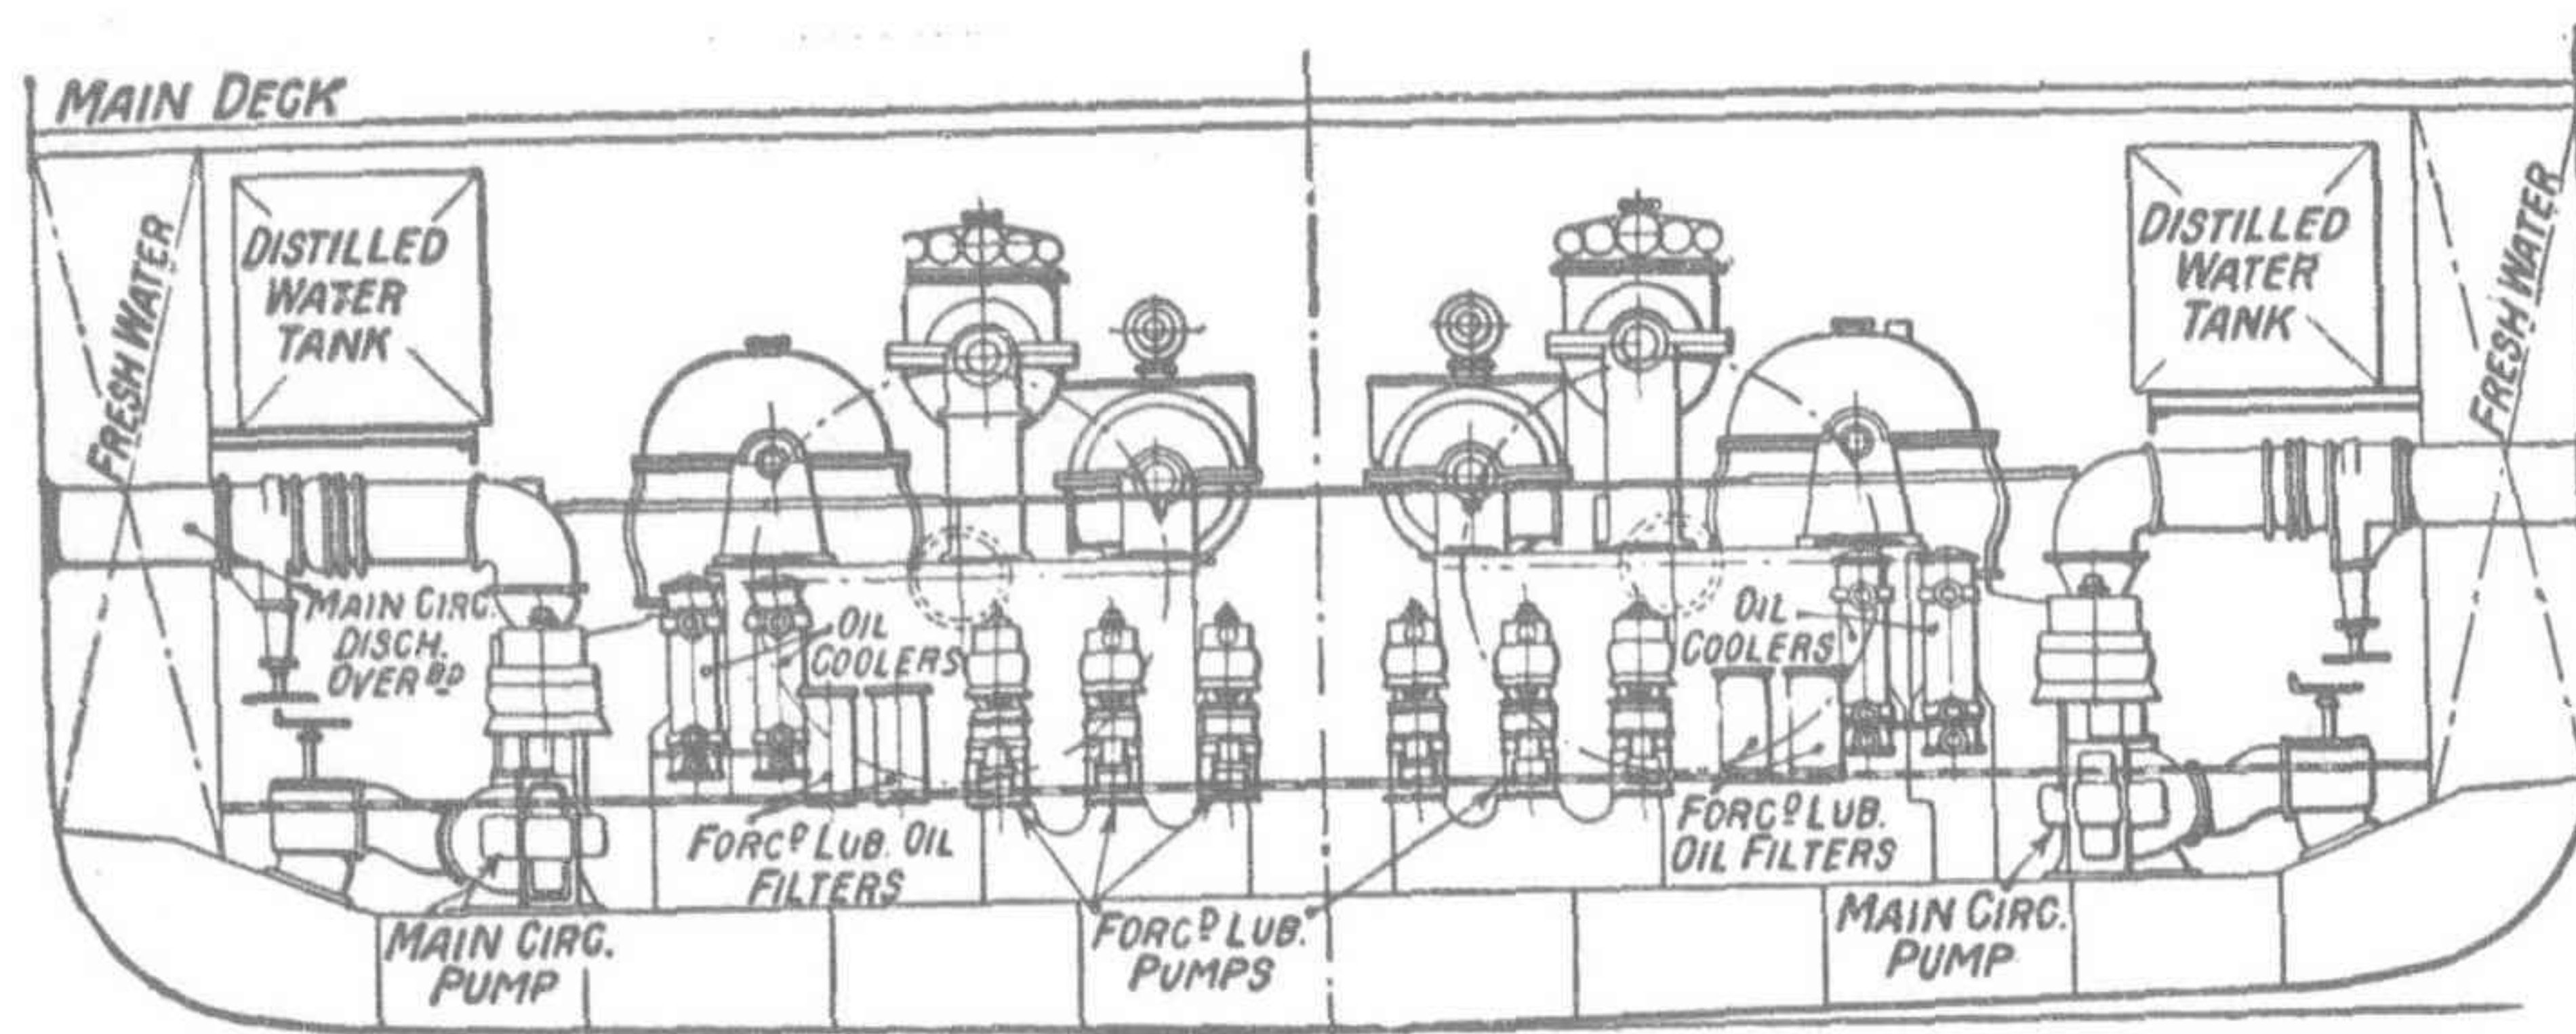 MAIN DECK
DISTILLED
WATER
TANK
FRESH WATER
DISTILLED
WATER
TANK
FRESH WATER
MAIN CIRC.
DISCH.
OVER BD
OIL
COOLERS
OIL
COOLERS
FORCD LUB. OIL
FILTERS
FORCD LUB.
OIL FILTERS
MAIN CIRC.
PUMP
FORCD LUB.
PUMPS
MAIN CIRC.
PUMP